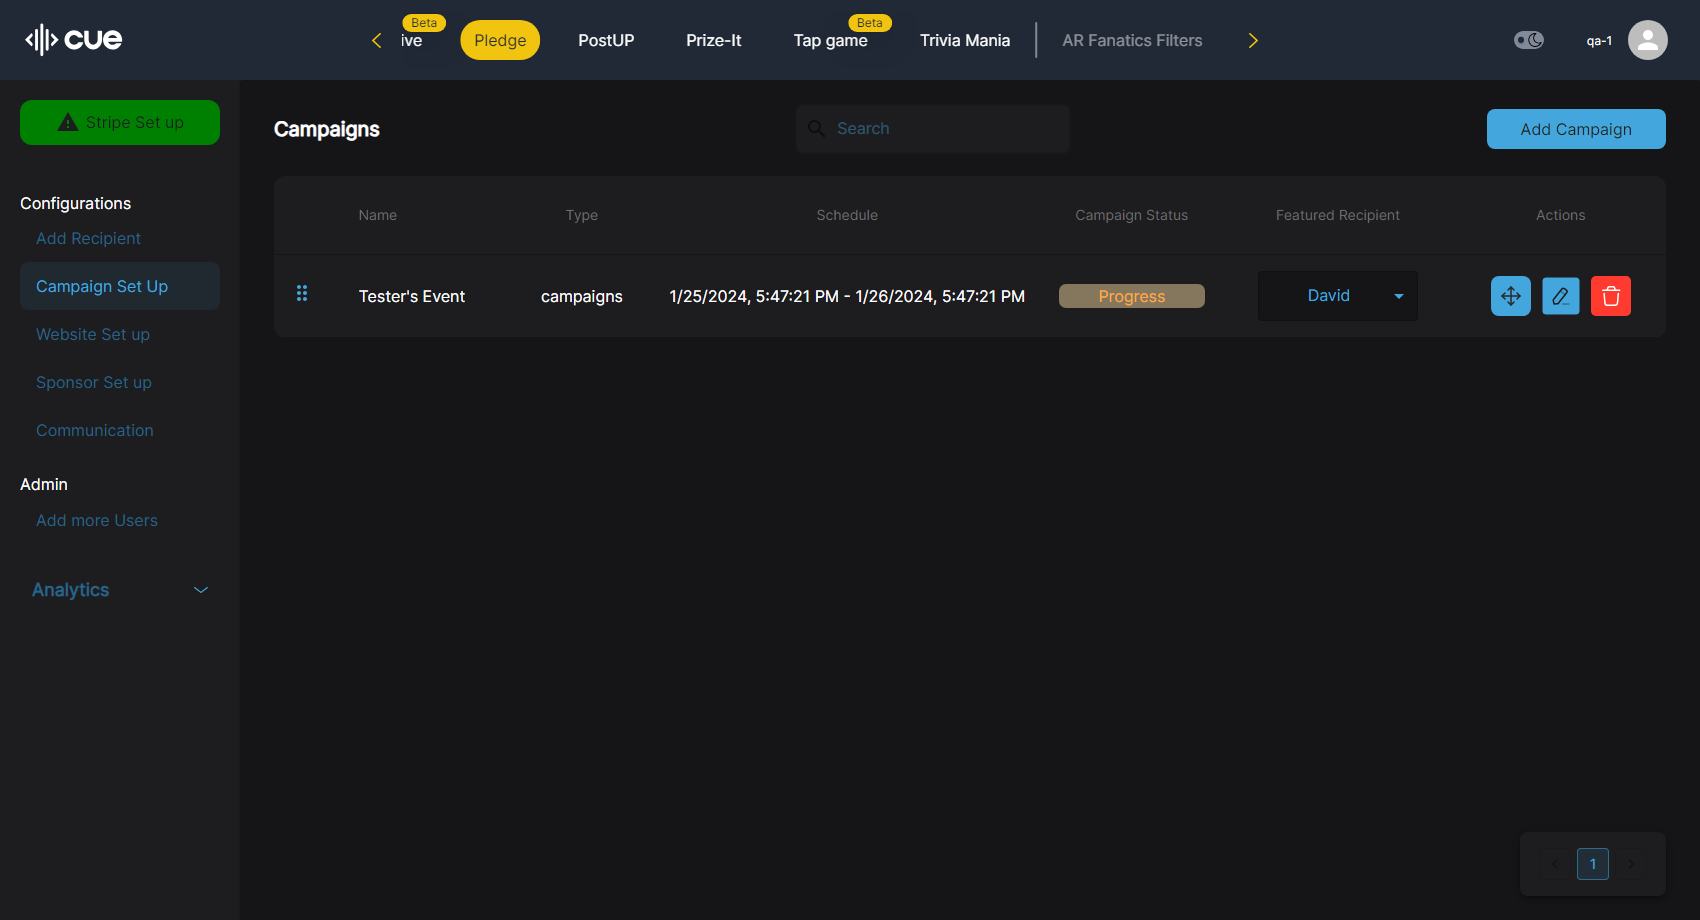 cue
ive
Beta
Pledge
PostUP
Prize-It
Tap game
Beta
Trivia Mania
AR Fanatics Filters
qa-1
Stripe Set up
Configurations
Add Recipient
Campaign Set Up
Website Set up
Sponsor Set up
Communication
Admin
Add more Users
Analytics
Campaigns
Search
Add Campaign
Name Type Schedule Campaign Status Featured Recipient Actions
Tester's Event campaigns 1/25/2024, 5:47:21 PM - 1/26/2024, 5:47:21 PM Progress David
1